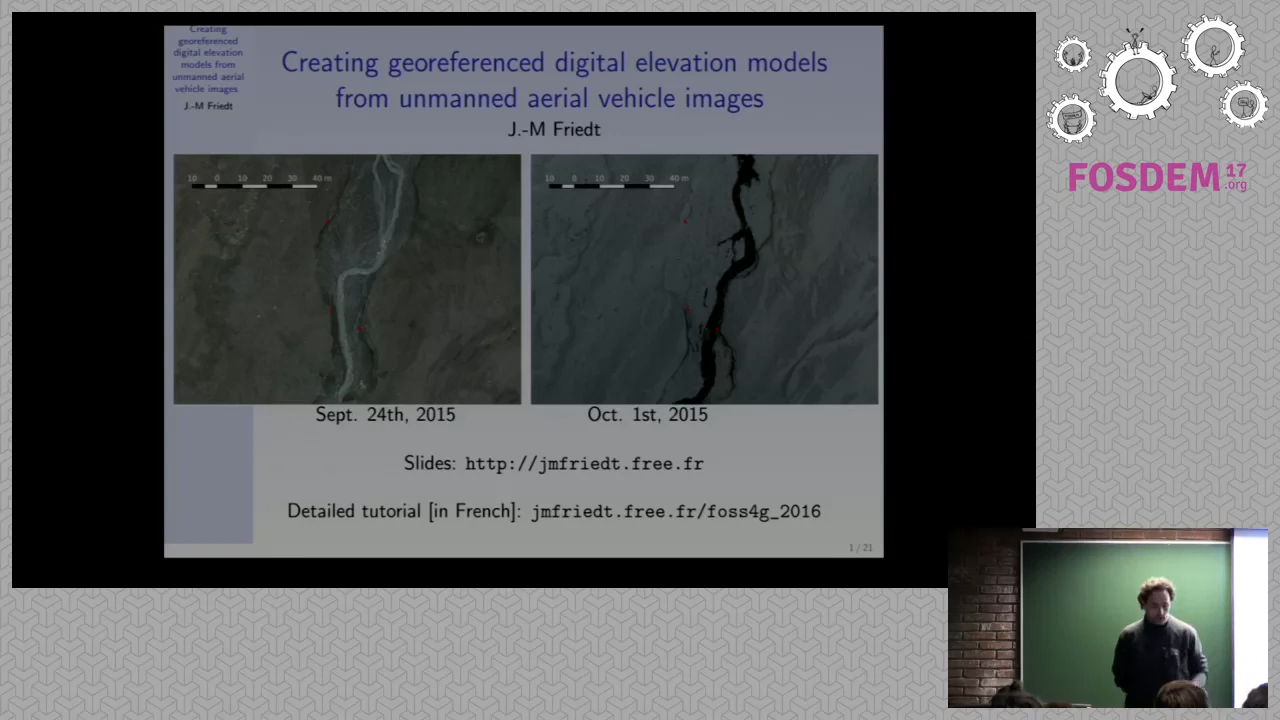 Creating
georeferenced
digital elevation
models from
unmanned aerial
vehicle images
J.-M Friedt
Creating georeferenced digital elevation models
from unmanned aerial vehicle images
J.-M Friedt
10 0 10 20 30 40 m
10 0 10 20 30 40 m
Sept. 24th, 2015
Oct. 1st, 2015
Slides: http://jmfriedt.free.fr
Detailed tutorial [in French]: jmfriedt.free.fr/foss4g_2016
1 / 21
FOSDEM 17
.org